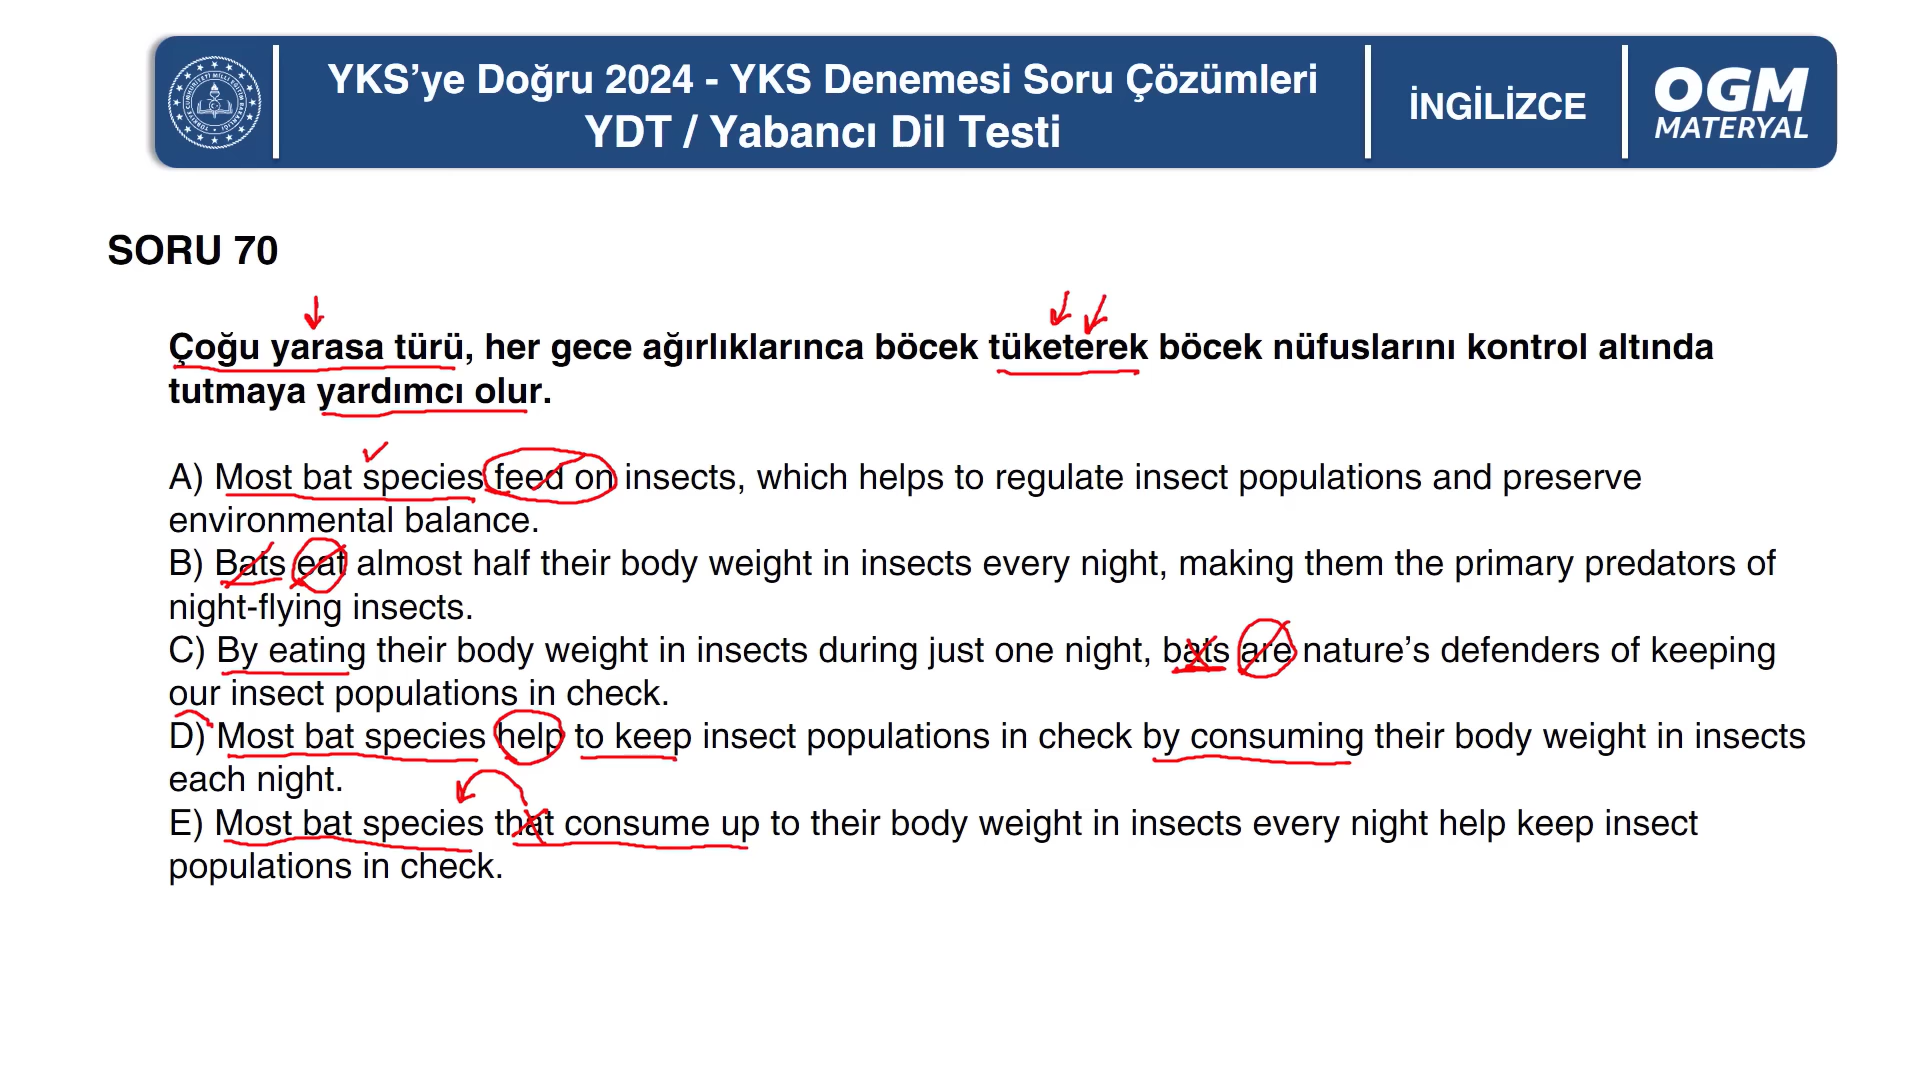 YKS'ye Doğru 2024 - YKS Denemesi Soru Çözümleri
YDT / Yabancı Dil Testi
İNGİLİZCE
OGM
MATERYAL
SORU 70
Çoğu yarasa türü, her gece ağırlıklarınca böcek tüketerek böcek nüfuslarını kontrol altında
tutmaya yardımcı olur.
A) Most bat species feed on insects, which helps to regulate insect populations and preserve
environmental balance.
B) Bats eat almost half their body weight in insects every night, making them the primary predators of
night-flying insects.
C) By eating their body weight in insects during just one night, bats are nature’s defenders of keeping
our insect populations in check.
D) Most bat species help to keep insect populations in check by consuming their body weight in insects
each night.
E) Most bat species that consume up to their body weight in insects every night help keep insect
populations in check.